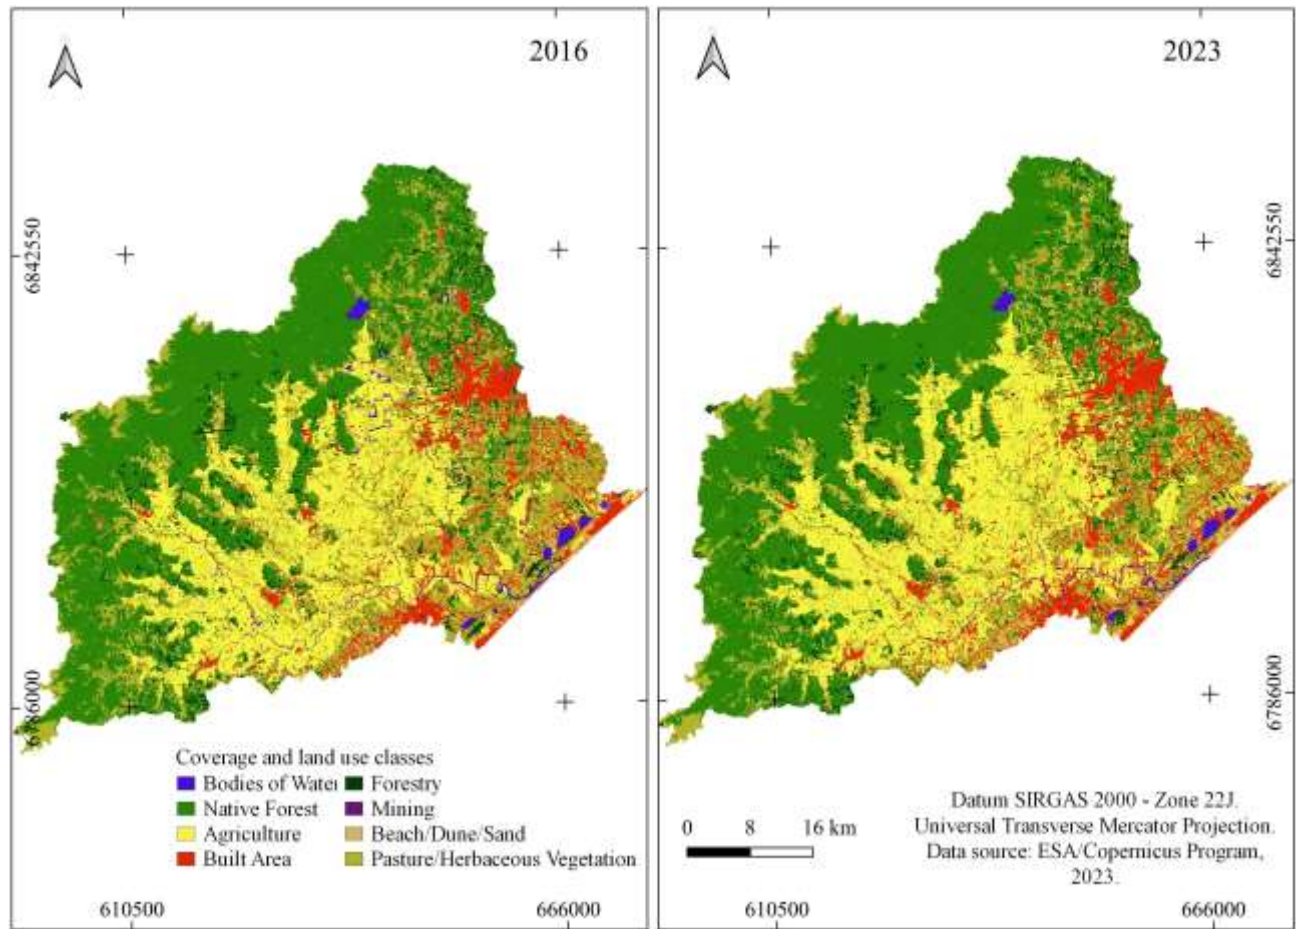 2016
2023
6842550
6842550
6786000
6786000
Coverage and land use classes
Bodies of Water
Forestry
Native Forest
Mining
Agriculture
Beach/Dune/Sand
Built Area
Pasture/Herbaceous Vegetation
0 8 16 km
Datum SIRGAS 2000 - Zone 22J.
Universal Transverse Mercator Projection.
Data source: ESA/Copernicus Program,
2023.
610500
666000
610500
666000